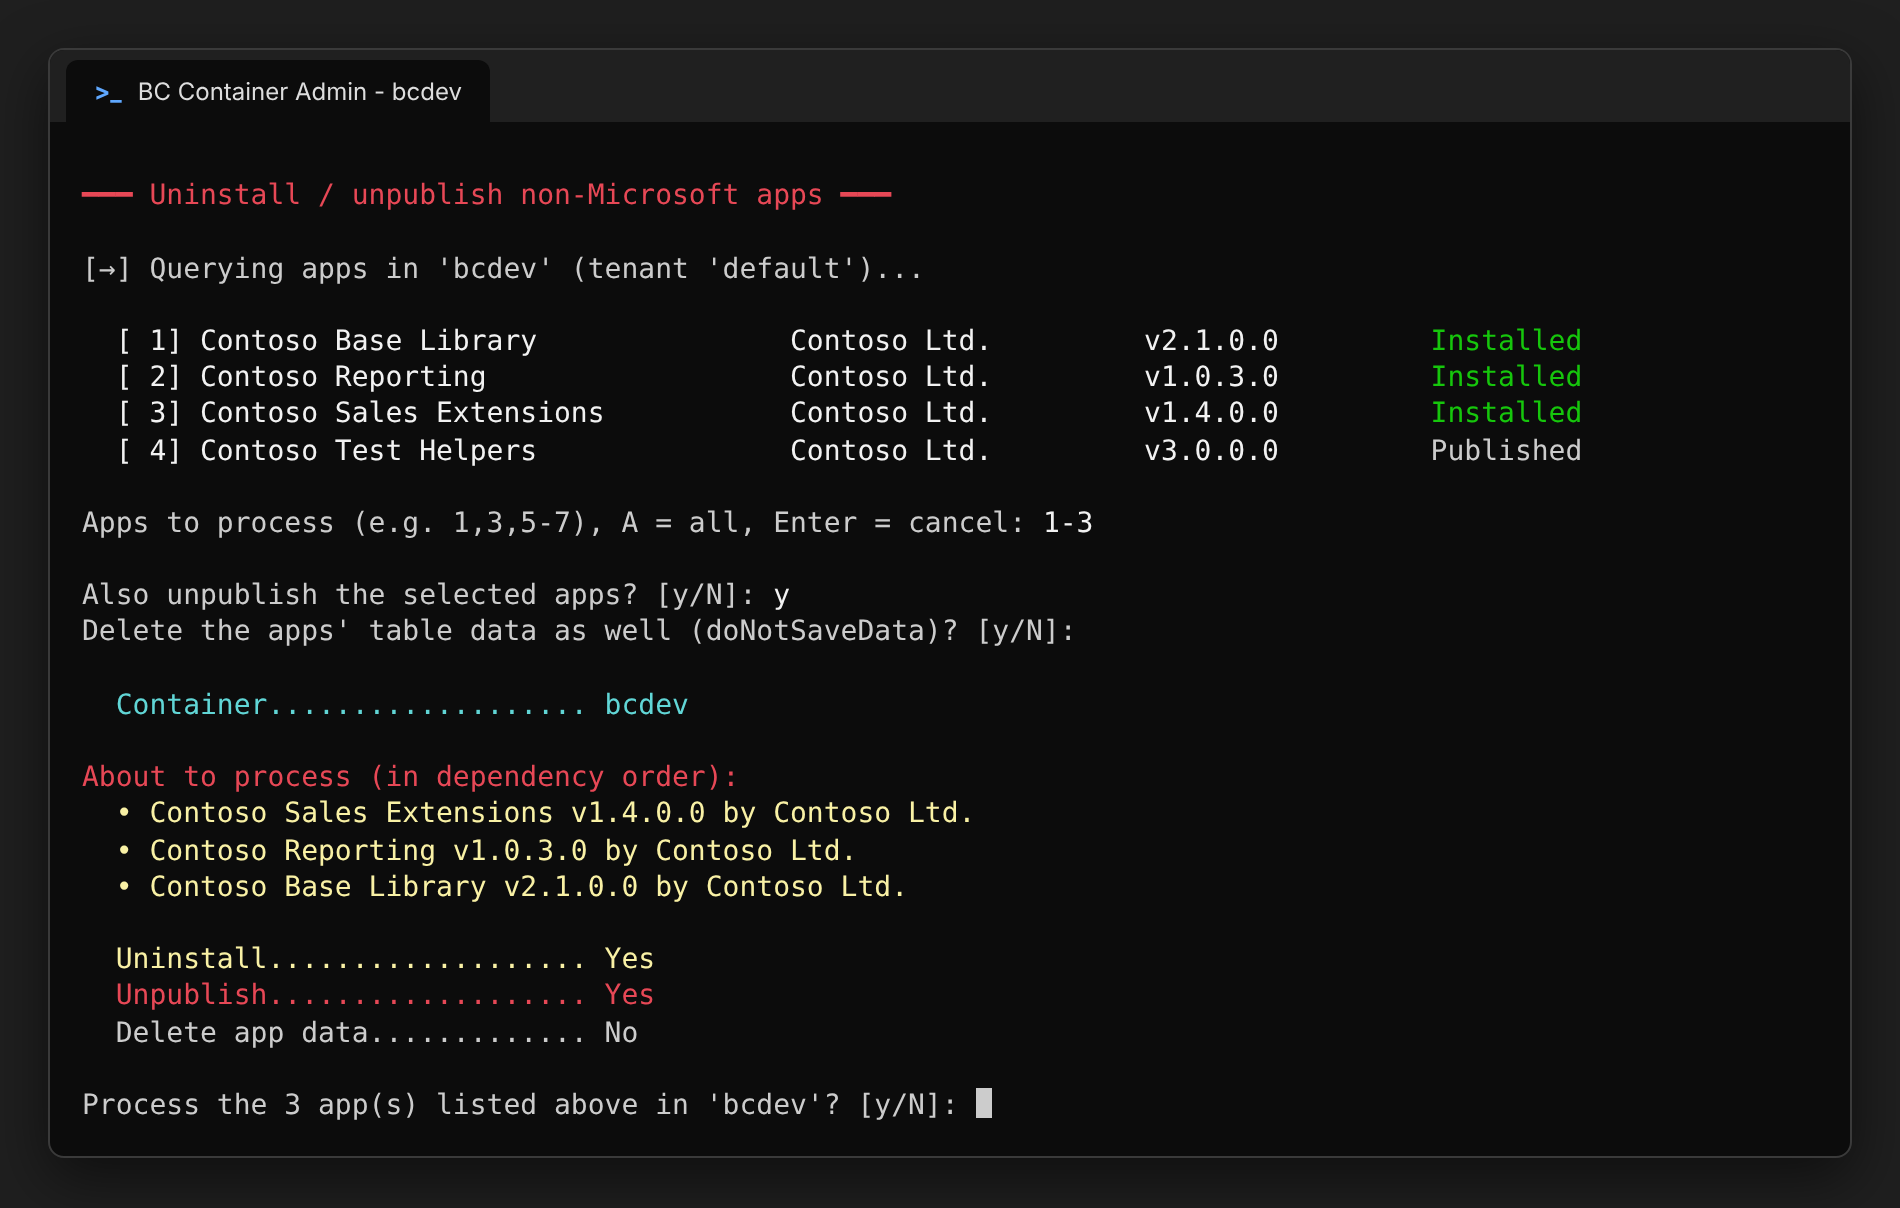 >_ BC Container Admin - bcdev
━━━ Uninstall / unpublish non-Microsoft apps ━━━
[→] Querying apps in 'bcdev' (tenant 'default')...
[ 1] Contoso Base Library Contoso Ltd. v2.1.0.0 Installed
[ 2] Contoso Reporting Contoso Ltd. v1.0.3.0 Installed
[ 3] Contoso Sales Extensions Contoso Ltd. v1.4.0.0 Installed
[ 4] Contoso Test Helpers Contoso Ltd. v3.0.0.0 Published
Apps to process (e.g. 1,3,5-7), A = all, Enter = cancel: 1-3
Also unpublish the selected apps? [y/N]: y
Delete the apps' table data as well (doNotSaveData)? [y/N]:
Container................... bcdev
About to process (in dependency order):
• Contoso Sales Extensions v1.4.0.0 by Contoso Ltd.
• Contoso Reporting v1.0.3.0 by Contoso Ltd.
• Contoso Base Library v2.1.0.0 by Contoso Ltd.
Uninstall................... Yes
Unpublish................... Yes
Delete app data............. No
Process the 3 app(s) listed above in 'bcdev'? [y/N]: